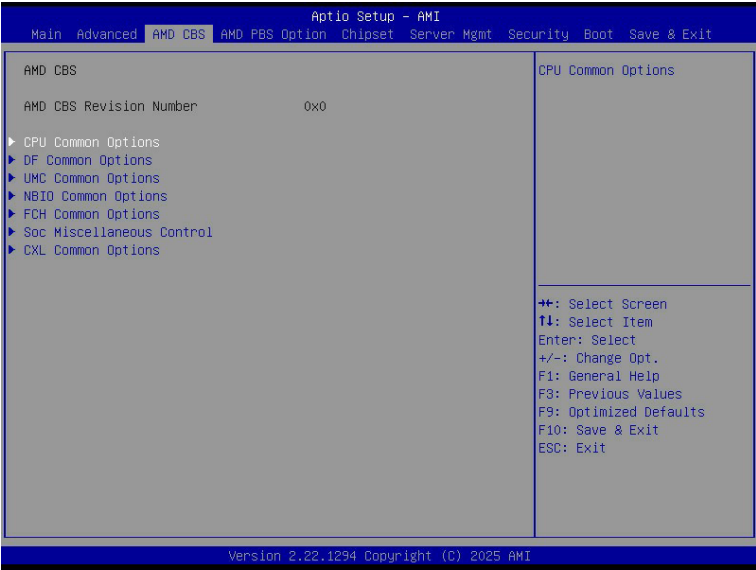 Aptio Setup - AMI
Main Advanced AMD CBS AMD PBS Option Chipset Server Mgmt Security Boot Save & Exit
AMD CBS
AMD CBS Revision Number 0x0
CPU Common Options
DF Common Options
UMC Common Options
NBIO Common Options
FCH Common Options
Soc Miscellaneous Control
CXL Common Options
CPU Common Options
→←: Select Screen
↑↓: Select Item
Enter: Select
+/-: Change Opt.
F1: General Help
F3: Previous Values
F9: Optimized Defaults
F10: Save & Exit
ESC: Exit
Version 2.22.1294 Copyright (C) 2025 AMI